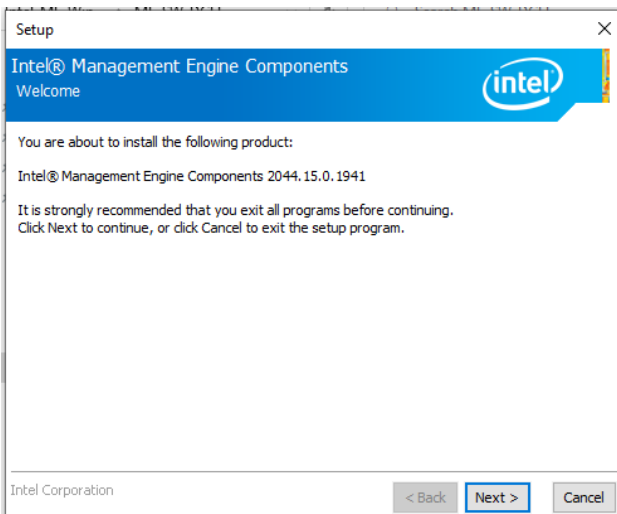 Setup
Intel® Management Engine Components
Welcome
intel
You are about to install the following product:
Intel® Management Engine Components 2044.15.0.1941
It is strongly recommended that you exit all programs before continuing.
Click Next to continue, or click Cancel to exit the setup program.
Intel Corporation
< Back Next > Cancel